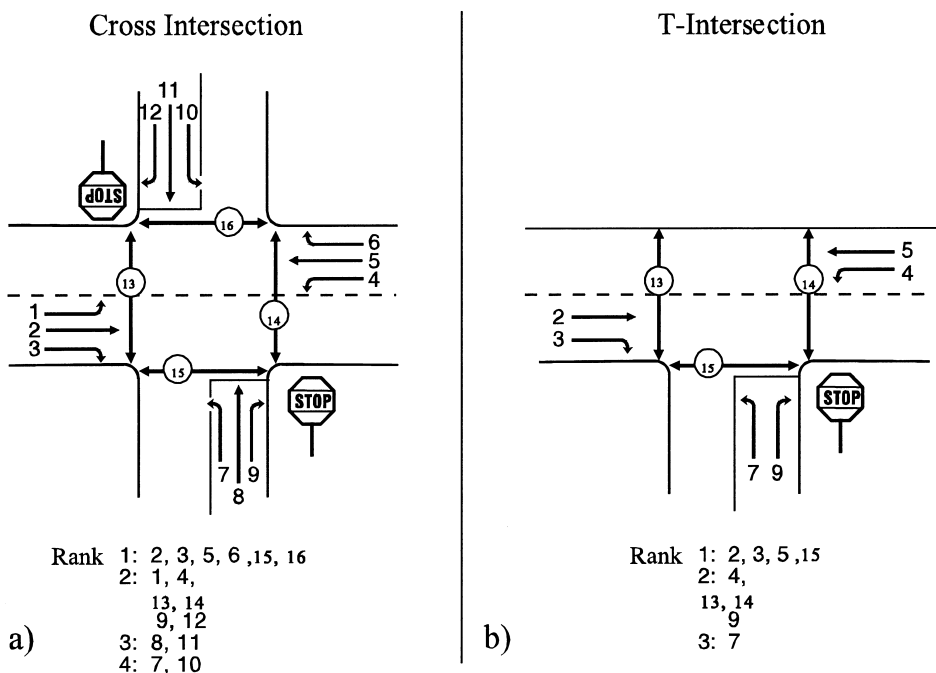 Cross Intersection
11
12 10
STOP
16
6
5
4
13
1
2
3
14
15
STOP
7 9
8
Rank 1: 2, 3, 5, 6 ,15, 16
2: 1, 4,
13, 14
9, 12
3: 8, 11
4: 7, 10
a)
T-Intersection
5
4
13
14
2
3
15
STOP
7 9
Rank 1: 2, 3, 5 ,15
2: 4,
13, 14
9
3: 7
b)